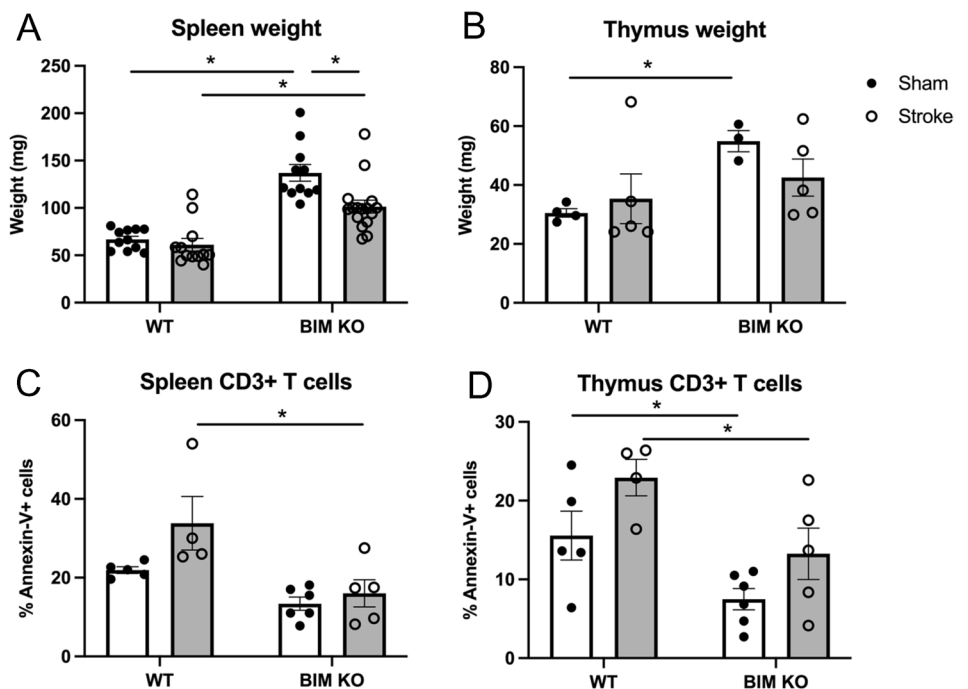 A
Spleen weight
Weight (mg)
250
200
150
100
50
0
*
*
*
WT
BIM KO
B
Thymus weight
Weight (mg)
80
60
40
20
0
*
WT
BIM KO
Sham
Stroke
C
Spleen CD3+ T cells
% Annexin-V+ cells
60
40
20
0
*
WT
BIM KO
D
Thymus CD3+ T cells
% Annexin-V+ cells
30
20
10
0
*
*
WT
BIM KO